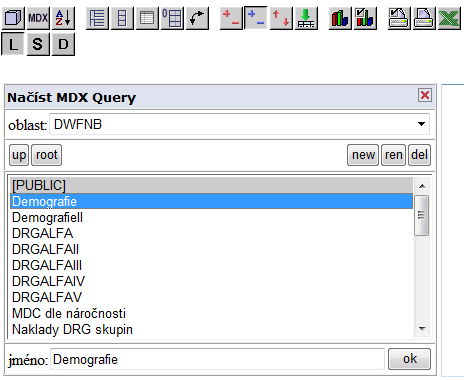 MDX A Z 0
L S D
Načíst MDX Query
oblast: DWFNB
up root new ren del
[PUBLIC]
Demografie
DemografieII
DRGALFA
DRGALFAII
DRGALFAIII
DRGALFAIV
DRGALFAV
MDC dle náročnosti
Naklady DRG skupin
jméno: Demografie ok